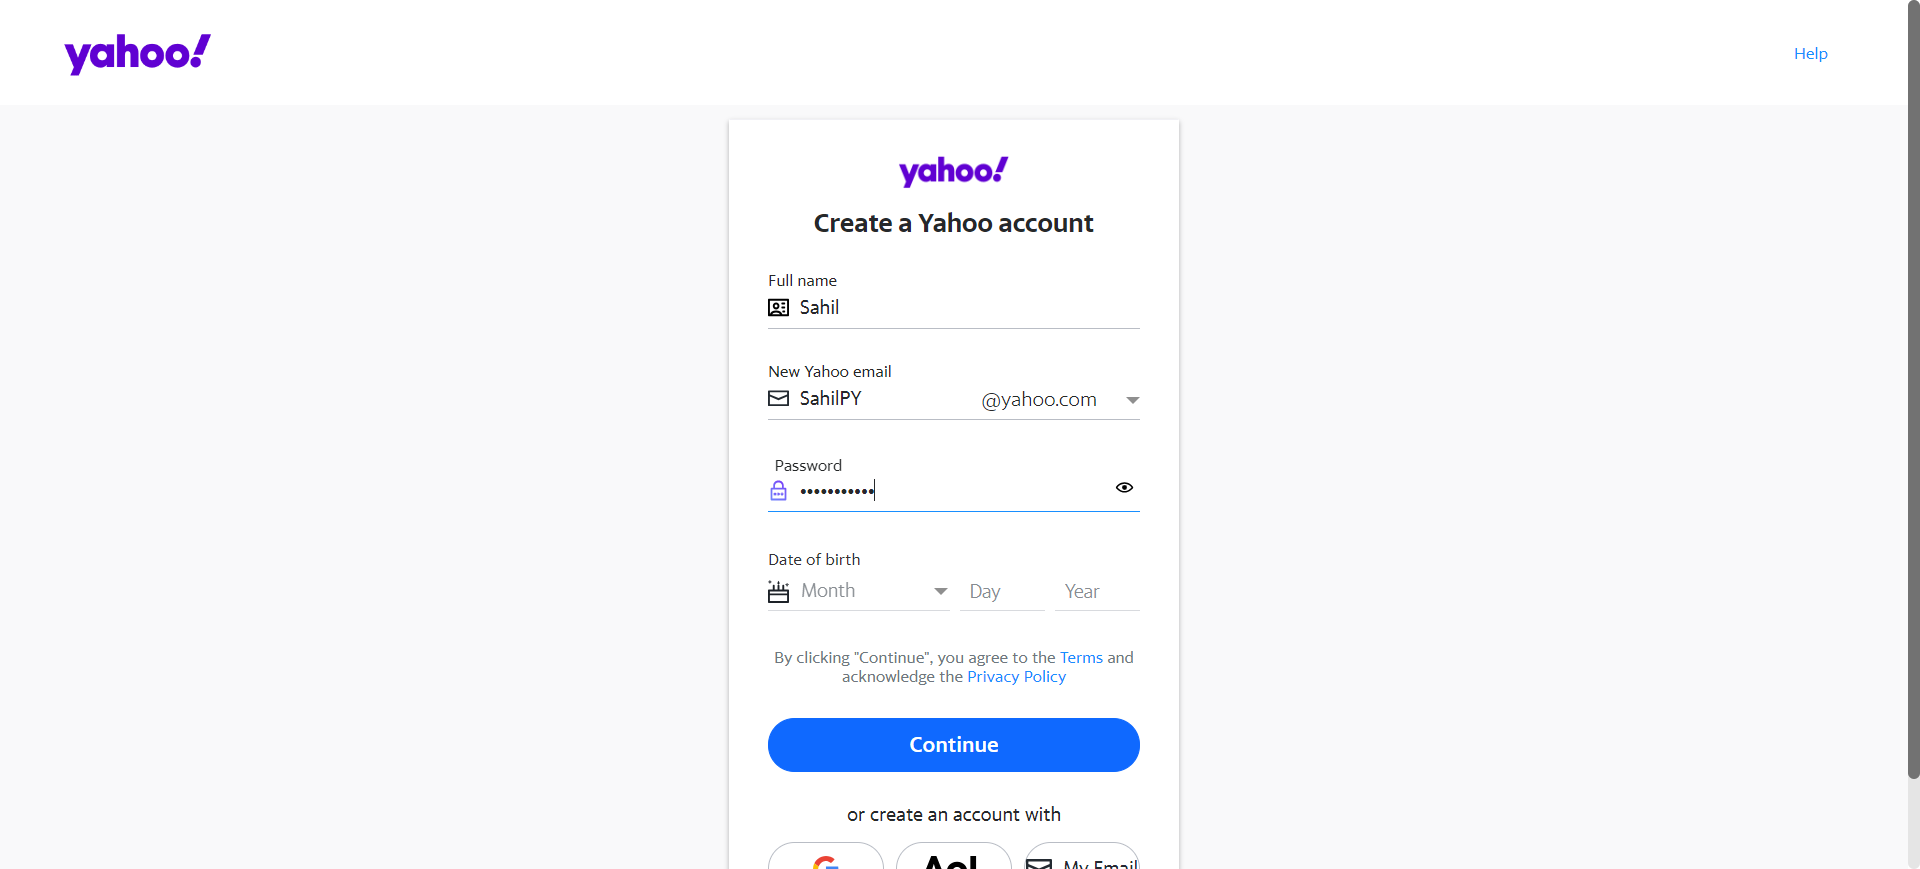 yahoo!
Help
yahoo!
Create a Yahoo account
Full name
Sahil
New Yahoo email
SahilPY @yahoo.com
Password
•••••••••••
Date of birth
Month Day Year
By clicking "Continue", you agree to the Terms and
acknowledge the Privacy Policy
Continue
or create an account with
Aol My Email